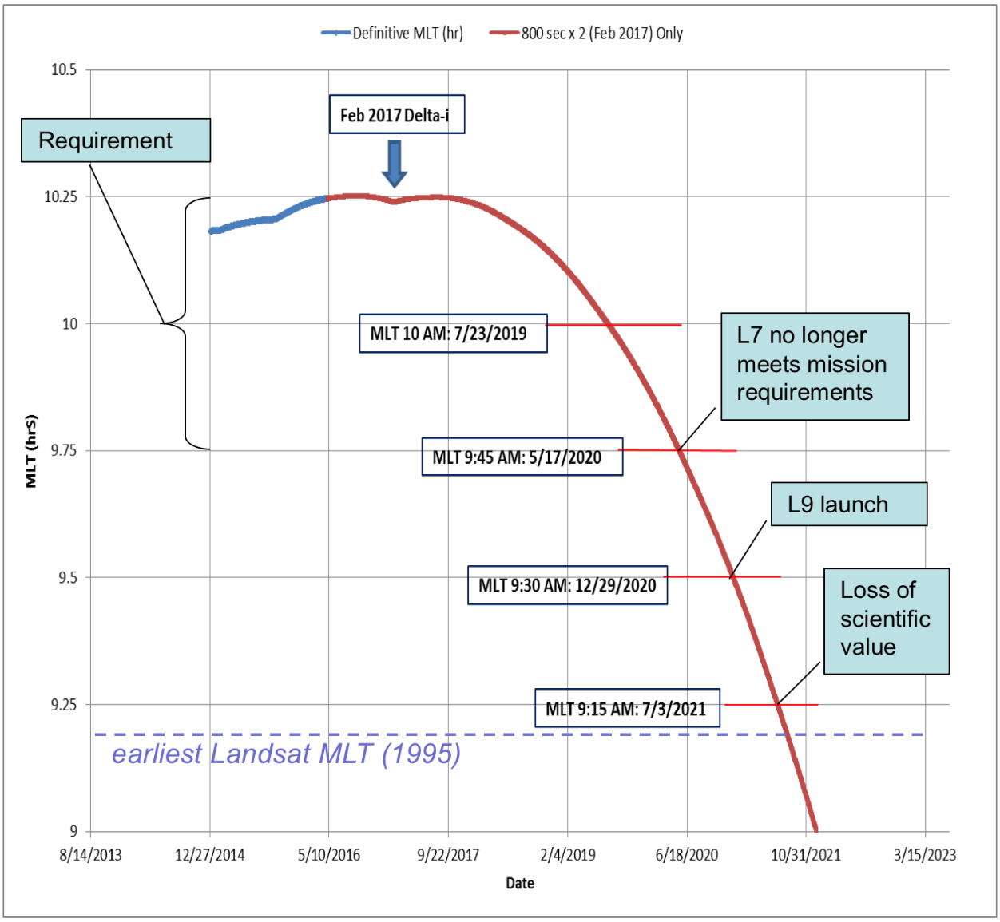 Definitive MLT (hr)
800 sec x 2 (Feb 2017) Only
10.5
Feb 2017 Delta-i
Requirement
10.25
10
MLT 10 AM: 7/23/2019
L7 no longer
meets mission
requirements
MLT (hrS)
9.75
MLT 9:45 AM: 5/17/2020
L9 launch
9.5
MLT 9:30 AM: 12/29/2020
Loss of
scientific
value
9.25
MLT 9:15 AM: 7/3/2021
earliest Landsat MLT (1995)
9
8/14/2013
12/27/2014
5/10/2016
9/22/2017
2/4/2019
6/18/2020
10/31/2021
3/15/2023
Date